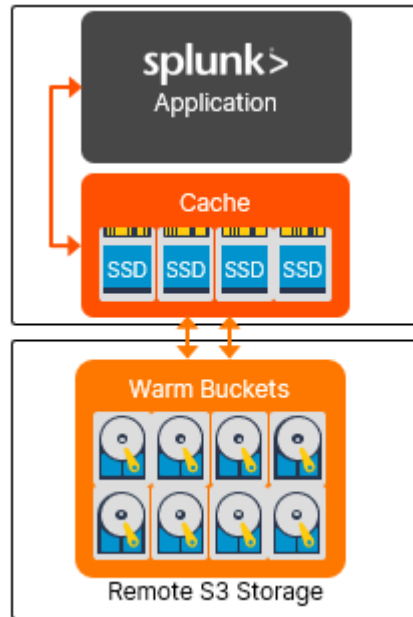 splunk>
Application
Cache
SSD SSD SSD SSD
Warm Buckets
Remote S3 Storage